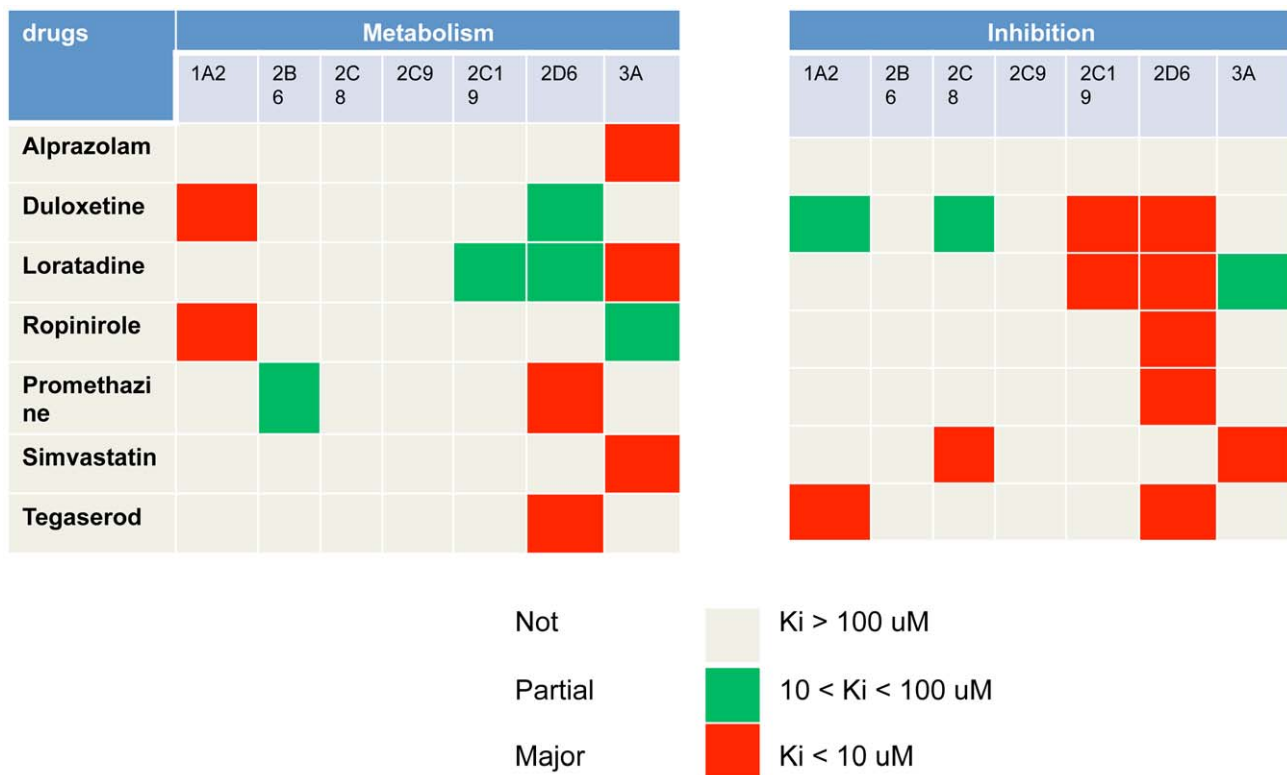 drugs Metabolism Inhibition
1A2 2B 2C 2C9 2C1 2D6 3A 1A2 2B 2C 2C9 2C1 2D6 3A
6 8 9 6 8 9
Alprazolam
Duloxetine
Loratadine
Ropinirole
Promethazi
ne
Simvastatin
Tegaserod
Not Ki > 100 uM
Partial 10 < Ki < 100 uM
Major Ki < 10 uM